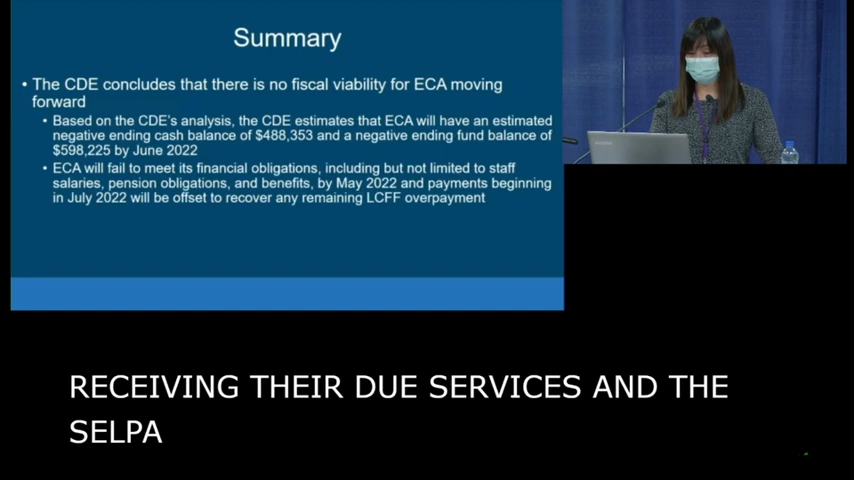 Summary
• The CDE concludes that there is no fiscal viability for ECA moving
forward
• Based on the CDE's analysis, the CDE estimates that ECA will have an estimated
negative ending cash balance of $488,353 and a negative ending fund balance of
$598,225 by June 2022
• ECA will fail to meet its financial obligations, including but not limited to staff
salaries, pension obligations, and benefits, by May 2022 and payments beginning
in July 2022 will be offset to recover any remaining LCFF overpayment
RECEIVING THEIR DUE SERVICES AND THE
SELPA